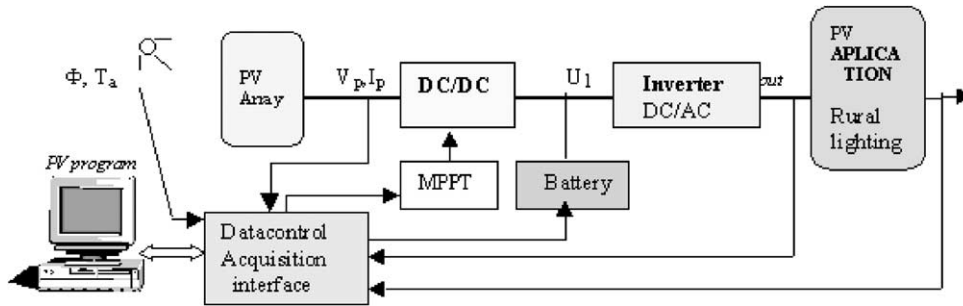 Φ, Tₐ
PV program
PV
Array
Vₚ,Iₚ
DC/DC
U₁
Inverter
DC/AC
out
PV
APLICA
TION
Rural
lighting
MPPT
Battery
Datacontrol
Acquisition
interface